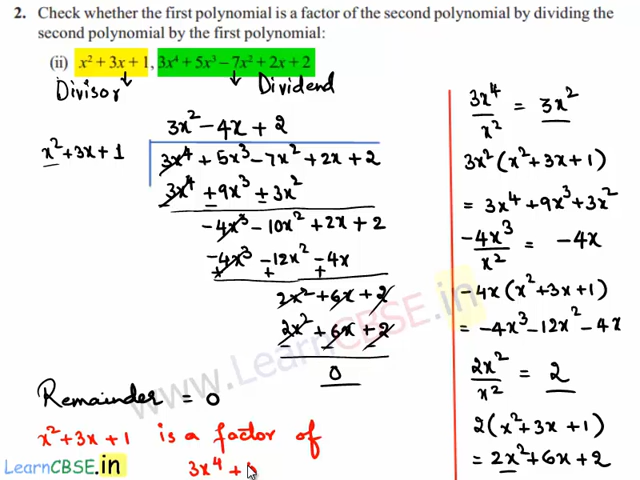 2. Check whether the first polynomial is a factor of the second polynomial by dividing the
second polynomial by the first polynomial:
(ii) x² + 3x + 1, 3x⁴ + 5x³ – 7x² + 2x + 2
Divisor Dividend
3x² - 4x + 2
x² + 3x + 1 3x⁴ + 5x³ - 7x² + 2x + 2
3x⁴ + 9x³ + 3x²
- - -
-4x³ - 10x² + 2x + 2
-4x³ - 12x² - 4x
+ + +
2x² + 6x + 2
2x² + 6x + 2
- - -
0
Remainder = 0
x² + 3x + 1 is a factor of
3x⁴ +
3x⁴/x² = 3x²
3x²(x² + 3x + 1)
= 3x⁴ + 9x³ + 3x²
-4x³/x² = -4x
-4x(x² + 3x + 1)
= -4x³ - 12x² - 4x
2x²/x² = 2
2(x² + 3x + 1)
= 2x² + 6x + 2
www.LearnCBSE.in
LearnCBSE.in